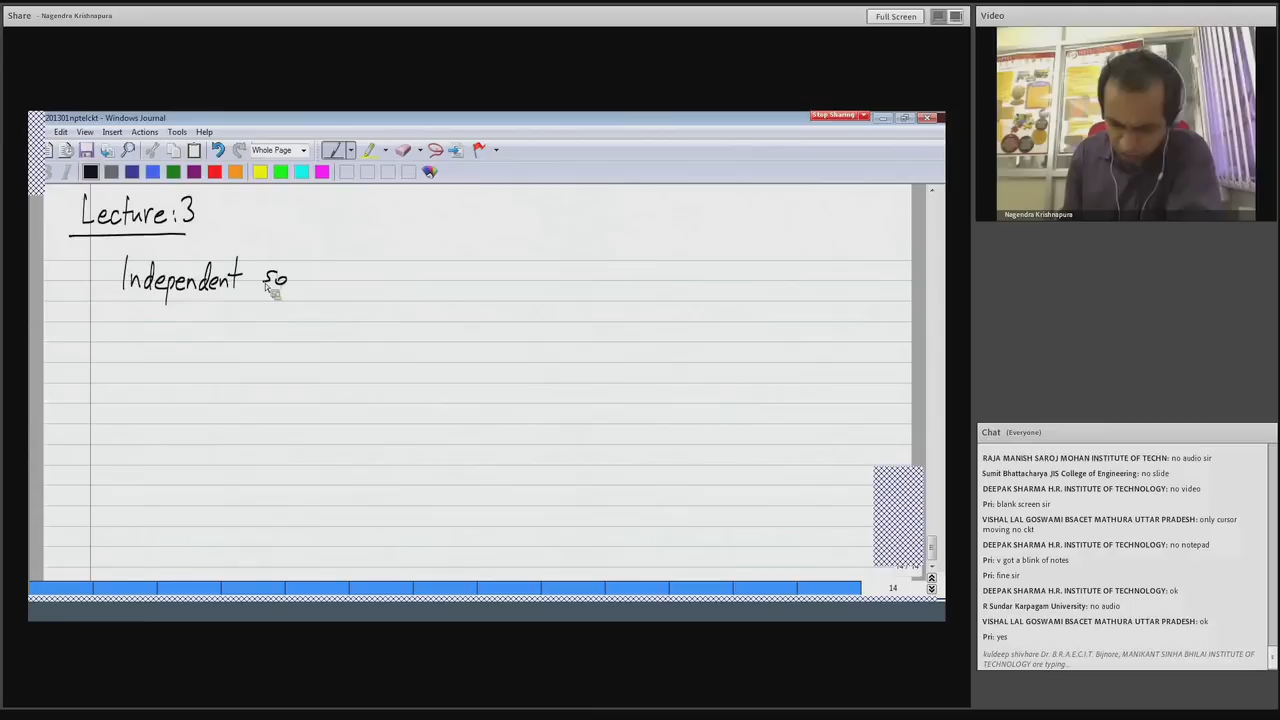 Share - Nagendra Krishnapura
Full Screen
Video
201301nptelckt - Windows Journal
Stop Sharing
Edit View Insert Actions Tools Help
Whole Page
Lecture: 3
Independent so
14
Nagendra Krishnapura
Chat (Everyone)
RAJA MANISH SAROJ MOHAN INSTITUTE OF TECHN: no audio sir
Sumit Bhattacharya JIS College of Engineering: no slide
DEEPAK SHARMA H.R. INSTITUTE OF TECHNOLOGY: no video
Pri: blank screen sir
VISHAL LAL GOSWAMI BSACET MATHURA UTTAR PRADESH: only cursor
moving no ckt
DEEPAK SHARMA H.R. INSTITUTE OF TECHNOLOGY: no notepad
Pri: v got a blink of notes
Pri: fine sir
DEEPAK SHARMA H.R. INSTITUTE OF TECHNOLOGY: ok
R Sundar Karpagam University: no audio
VISHAL LAL GOSWAMI BSACET MATHURA UTTAR PRADESH: ok
Pri: yes
kuldeep shivhare Dr. B.R.A.E.C.I.T. Bijnore, MANIKANT SINHA BHILAI INSTITUTE OF
TECHNOLOGY are typing...